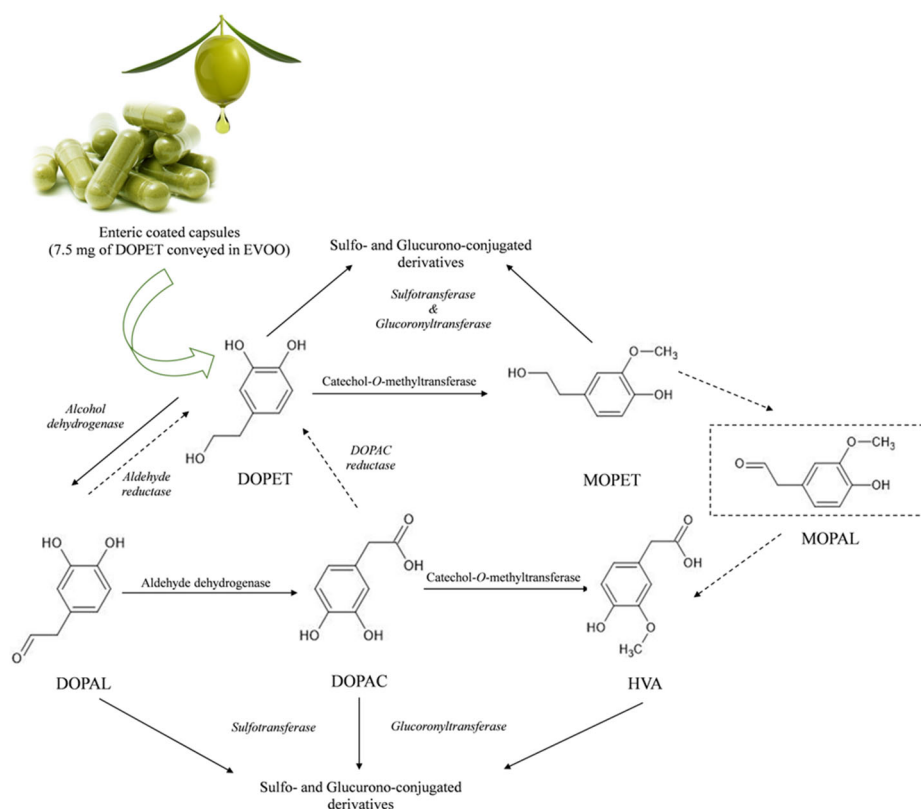 Enteric coated capsules
(7.5 mg of DOPET conveyed in EVOO)
Sulfo- and Glucurono-conjugated
derivatives
Sulfotransferase
&
Glucoronyltransferase
HO
OH
HO
DOPET
Catechol-O-methyltransferase
HO
O
CH3
OH
MOPET
Alcohol
dehydrogenase
Aldehyde
reductase
DOPAC
reductase
O
O
CH3
OH
MOPAL
HO
OH
O
DOPAL
Aldehyde dehydrogenase
O
OH
HO
OH
DOPAC
Catechol-O-methyltransferase
O
OH
HO
O
H3C
HVA
Sulfotransferase
Glucoronyltransferase
Sulfo- and Glucurono-conjugated
derivatives